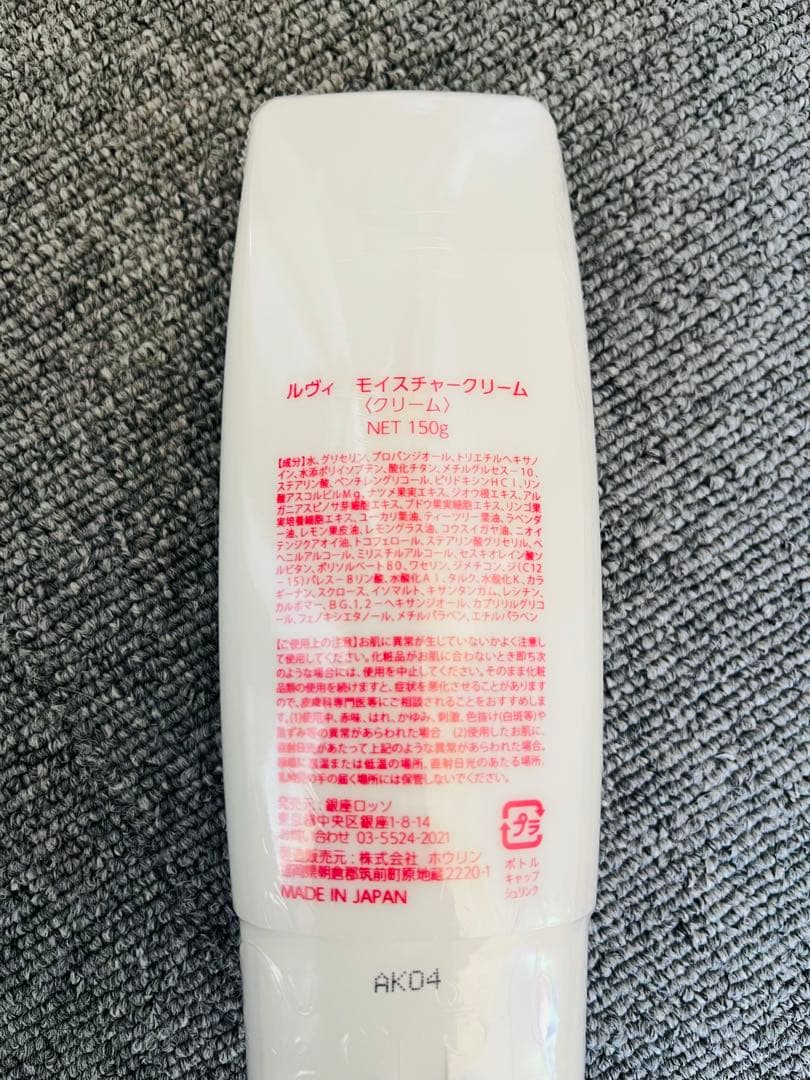 ルヴィ　モイスチャークリーム
〈クリーム〉
NET 150g
【成分】水、グリセリン、プロパンジオール、トリエチルヘキサノ
イン、水添ポリイソブテン、酸化チタン、メチルグルセス－10、
ステアリン酸、ペンチレングリコール、ピリドキシンHCl、リン
酸アスコルビルMg、ナツメ果実エキス、ジオウ根エキス、アル
ガニアスピノサ芽細胞エキス、ブドウ果実細胞エキス、リンゴ果
実培養細胞エキス、ユーカリ葉油、ティーツリー葉油、ラベンダ
ー油、レモン果皮油、レモングラス油、コウスイガヤ油、ニオイ
テンジクアオイ油、トコフェロール、ステアリン酸グリセリル、ベ
ヘニルアルコール、ミリスチルアルコール、セスキオレイン酸ソ
ルビタン、ポリソルベート80、ワセリン、ジメチコン、ジ(C12
－15)パレス－8リン酸、水酸化Al、タルク、水酸化K、カラ
ギーナン、スクロース、イソマルト、キサンタンガム、レシチン、
カルボマー、BG、1,2－ヘキサンジオール、カプリリルグリコ
ール、フェノキシエタノール、メチルパラベン、エチルパラベン
【ご使用上の注意】お肌に異常が生じていないかよく注意し
て使用してください。化粧品がお肌に合わないとき即ち次
のような場合には、使用を中止してください。そのまま化粧
品類の使用を続けますと、症状を悪化させることがあります
ので、皮膚科専門医等にご相談されることをおすすめしま
す。(1)使用中、赤味、はれ、かゆみ、刺激、色抜け(白斑等)や
黒ずみ等の異常があらわれた場合　(2)使用したお肌に、
直射日光があたって上記のような異常があらわれた場合。
極端に高温または低温の場所、直射日光のあたる場所、
乳幼児の手の届く場所には保管しないでください。
発売元：銀座ロッソ
東京都中央区銀座1-8-14
お問い合わせ 03-5524-2021
製造販売元：株式会社 ホウリン
福岡県朝倉郡筑前町原地蔵2220-1
MADE IN JAPAN
プラ
ボトル
キャップ
シュリンク
AK04